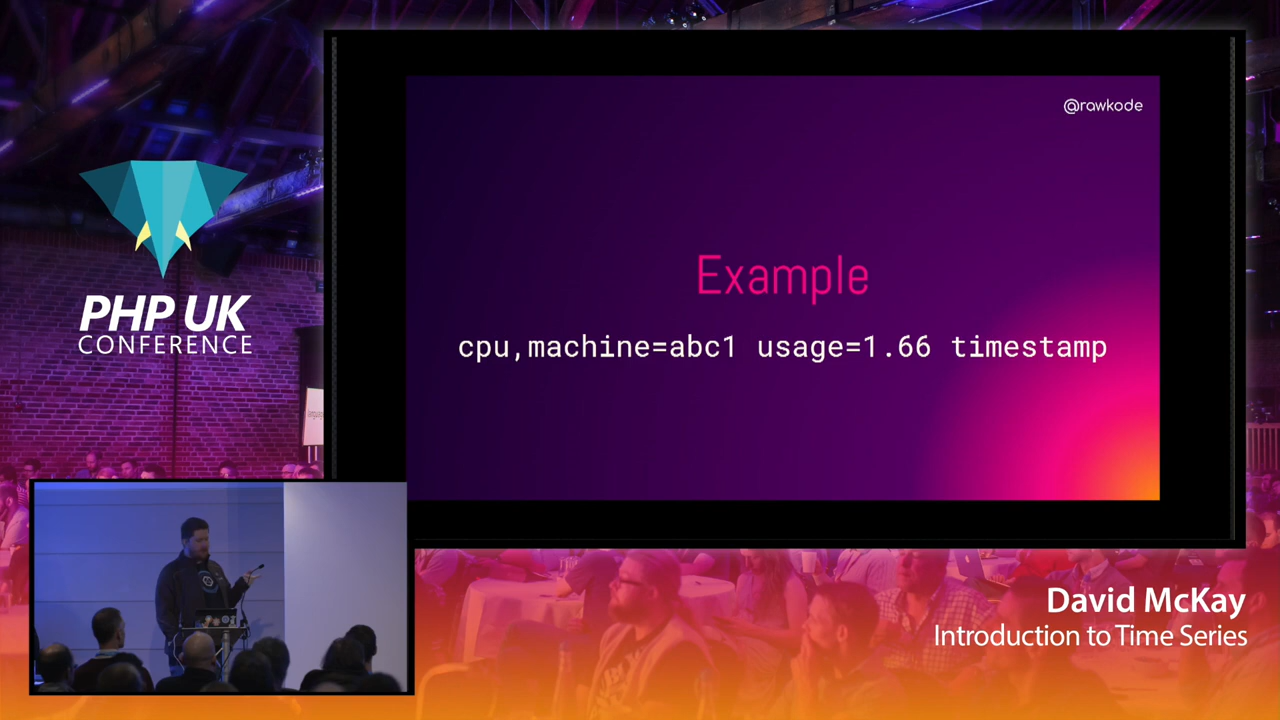 @rawkode
Example
cpu,machine=abc1 usage=1.66 timestamp
PHP UK
CONFERENCE
David McKay
Introduction to Time Series